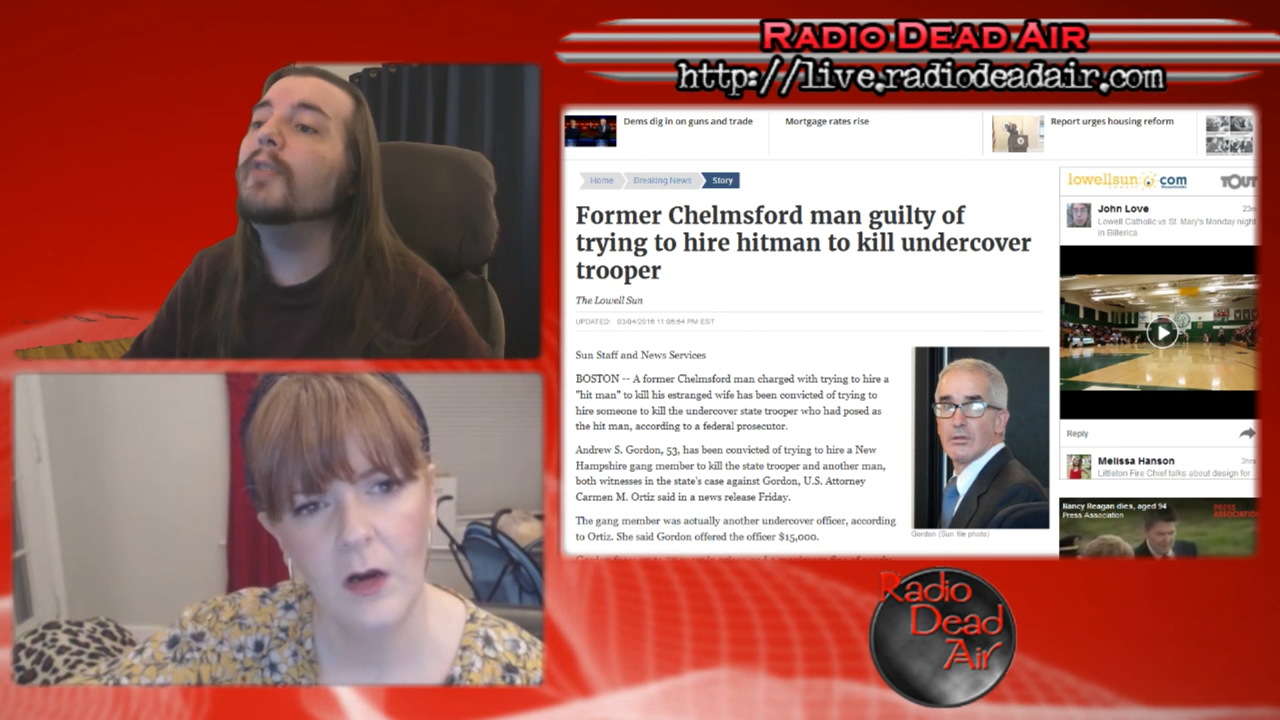 RADIO DEAD AIR
http://live.radiodeadair.com
Dems dig in on guns and trade
Mortgage rates rise
Report urges housing reform
Home
Breaking News
Story
Former Chelmsford man guilty of
trying to hire hitman to kill undercover
trooper
The Lowell Sun
UPDATED: 03/04/2016 11:08:54 PM EST
Sun Staff and News Services
BOSTON -- A former Chelmsford man charged with trying to hire a
"hit man" to kill his estranged wife has been convicted of trying to
hire someone to kill the undercover state trooper who had posed as
the hit man, according to a federal prosecutor.
Andrew S. Gordon, 53, has been convicted of trying to hire a New
Hampshire gang member to kill the state trooper and another man,
both witnesses in the state's case against Gordon, U.S. Attorney
Carmen M. Ortiz said in a news release Friday.
The gang member was actually another undercover officer, according
to Ortiz. She said Gordon offered the officer $15,000.
Gordon (Sun file photo)
lowellsun.com
TOUT
John Love
23m
Lowell Catholic vs St. Mary's Monday night
in Billerica
Reply
Melissa Hanson
3hrs
Littleton Fire Chief talks about design for
Nancy Reagan dies, aged 94
Press Association
PRESS
ASSOCIATION
Radio
Dead
Air